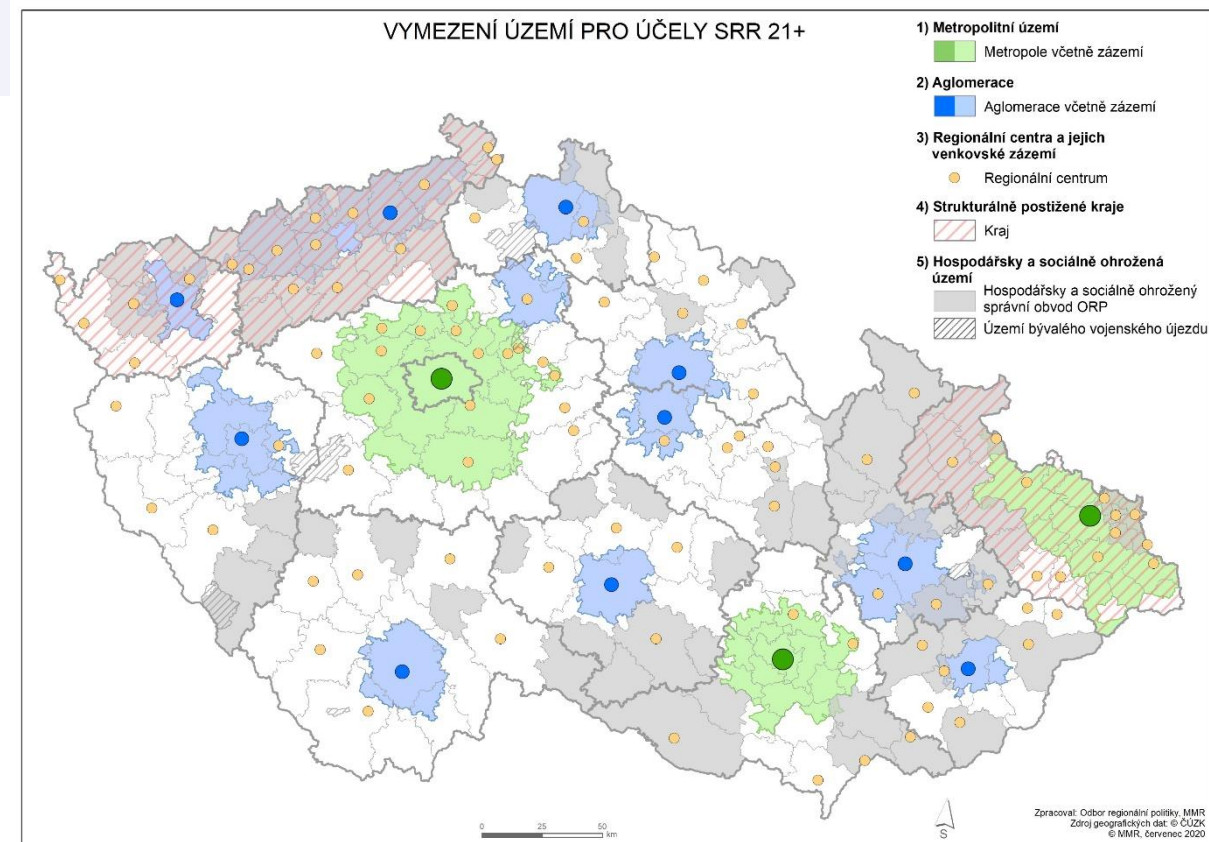 VYMEZENÍ ÚZEMÍ PRO ÚČELY SRR 21+
1) Metropolitní území
Metropole včetně zázemí
2) Aglomerace
Aglomerace včetně zázemí
3) Regionální centra a jejich
venkovské zázemí
Regionální centrum
4) Strukturálně postižené kraje
Kraj
5) Hospodářsky a sociálně ohrožená
území
Hospodářsky a sociálně ohrožený
správní obvod ORP
Území bývalého vojenského újezdu
0 25 50
km
S
Zpracoval: Odbor regionální politiky, MMR
Zdroj geografických dat: © ČÚZK
© MMR, červenec 2020